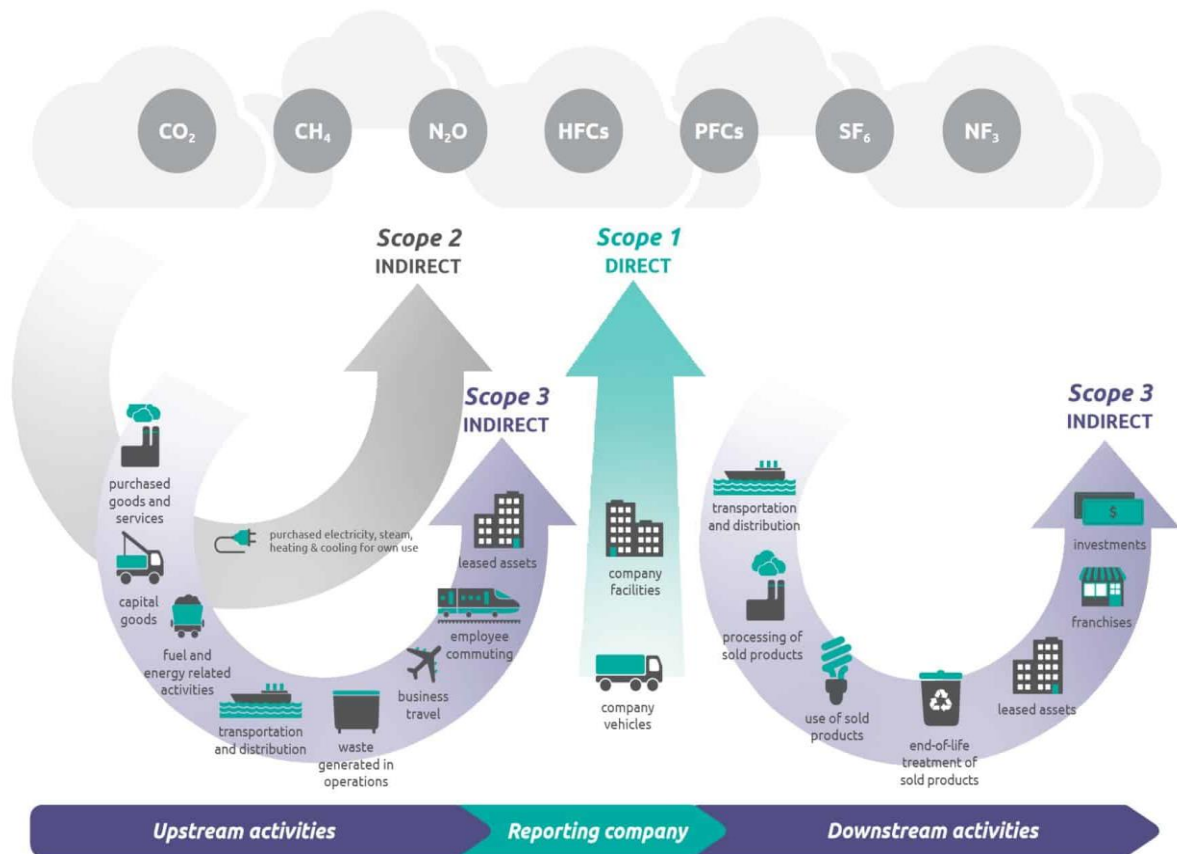 CO₂ CH₄ N₂O HFCs PFCs SF₆ NF₃
Scope 2
INDIRECT
Scope 1
DIRECT
Scope 3
INDIRECT
Scope 3
INDIRECT
purchased
goods and
services
capital
goods
fuel and
energy related
activities
transportation
and distribution
waste
generated in
operations
business
travel
employee
commuting
leased assets
purchased electricity, steam,
heating & cooling for own use
company
facilities
company
vehicles
transportation
and distribution
processing of
sold products
use of sold
products
end-of-life
treatment of
sold products
leased assets
franchises
$
investments
Upstream activities
Reporting company
Downstream activities